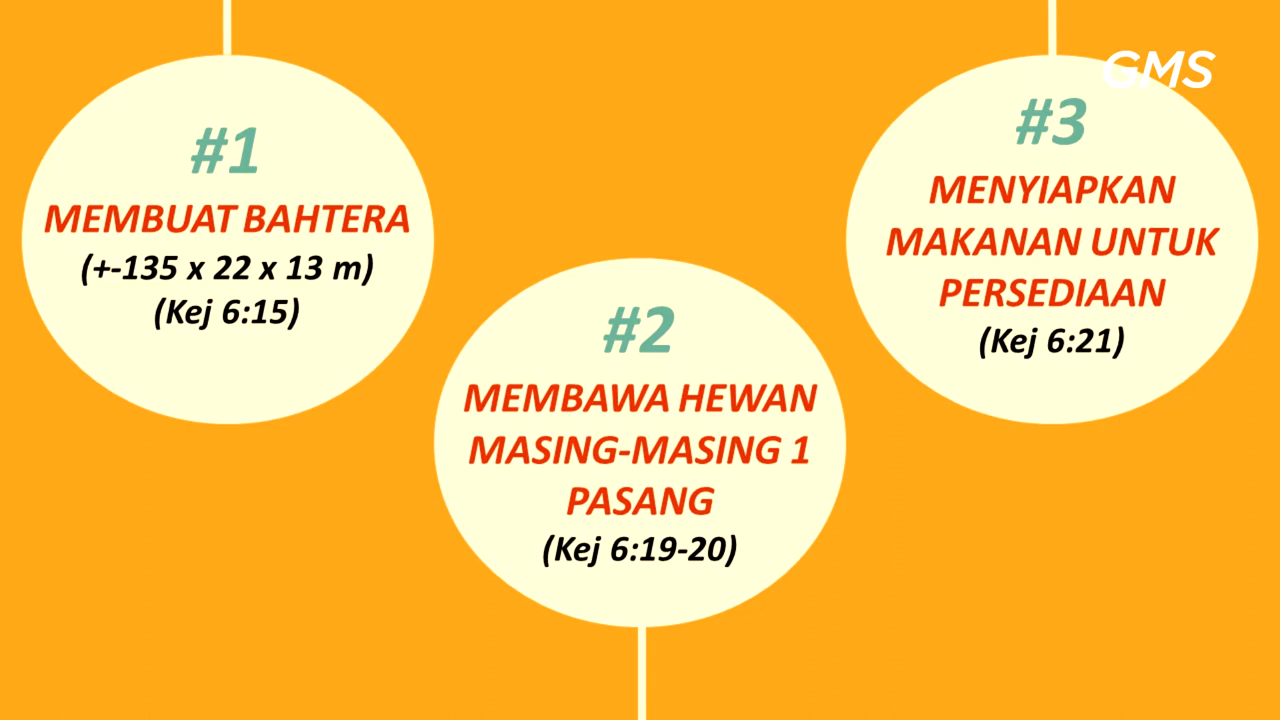 #1
MEMBUAT BAHTERA
(+-135 x 22 x 13 m)
(Kej 6:15)
#2
MEMBAWA HEWAN
MASING-MASING 1
PASANG
(Kej 6:19-20)
GMS
#3
MENYIAPKAN
MAKANAN UNTUK
PERSEDIAAN
(Kej 6:21)